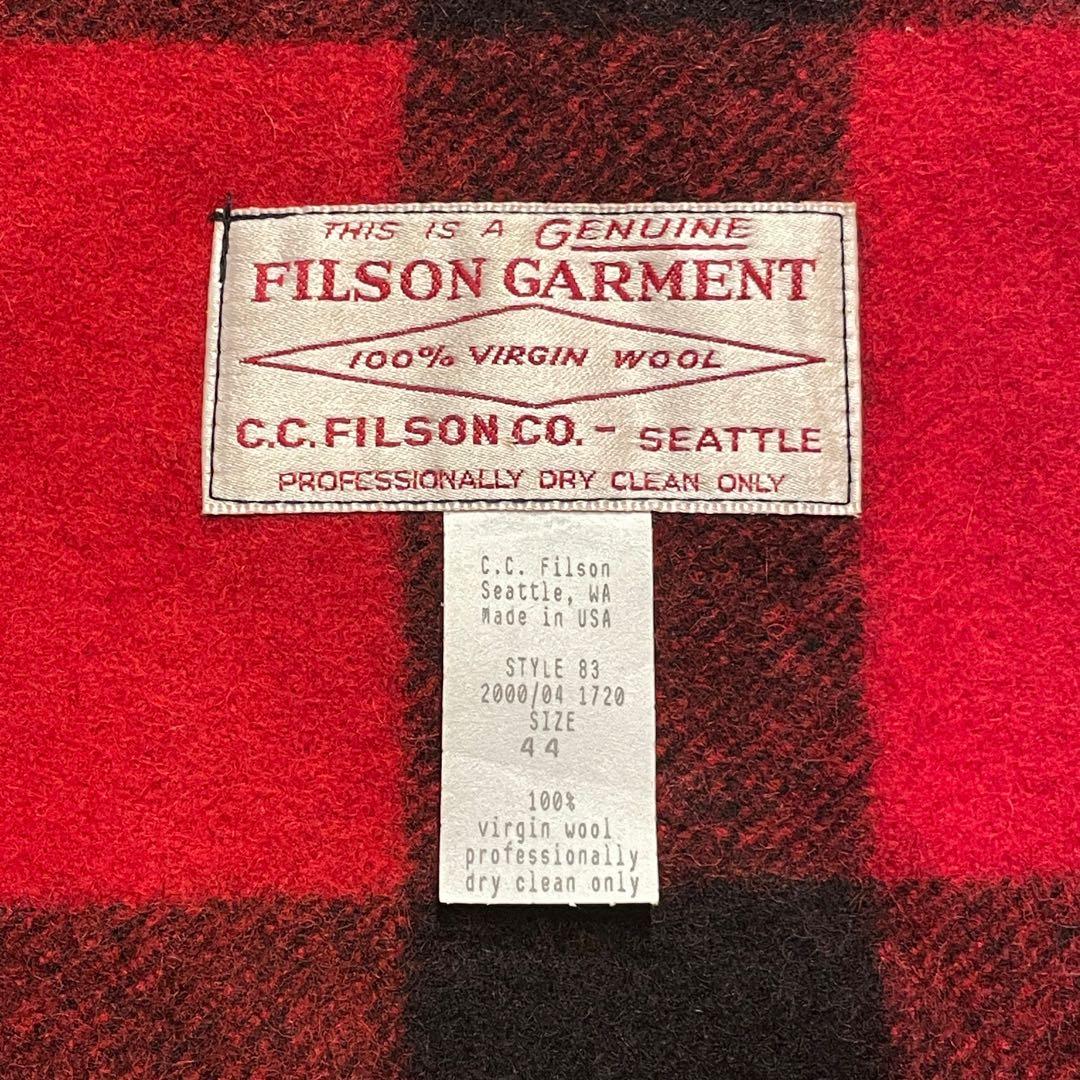 THIS IS A GENUINE
FILSON GARMENT
100% VIRGIN WOOL
C.C. FILSON CO. - SEATTLE
PROFESSIONALLY DRY CLEAN ONLY
C.C. Filson
Seattle, WA
Made in USA
STYLE 83
2000/04 1720
SIZE
44
100%
virgin wool
professionally
dry clean only